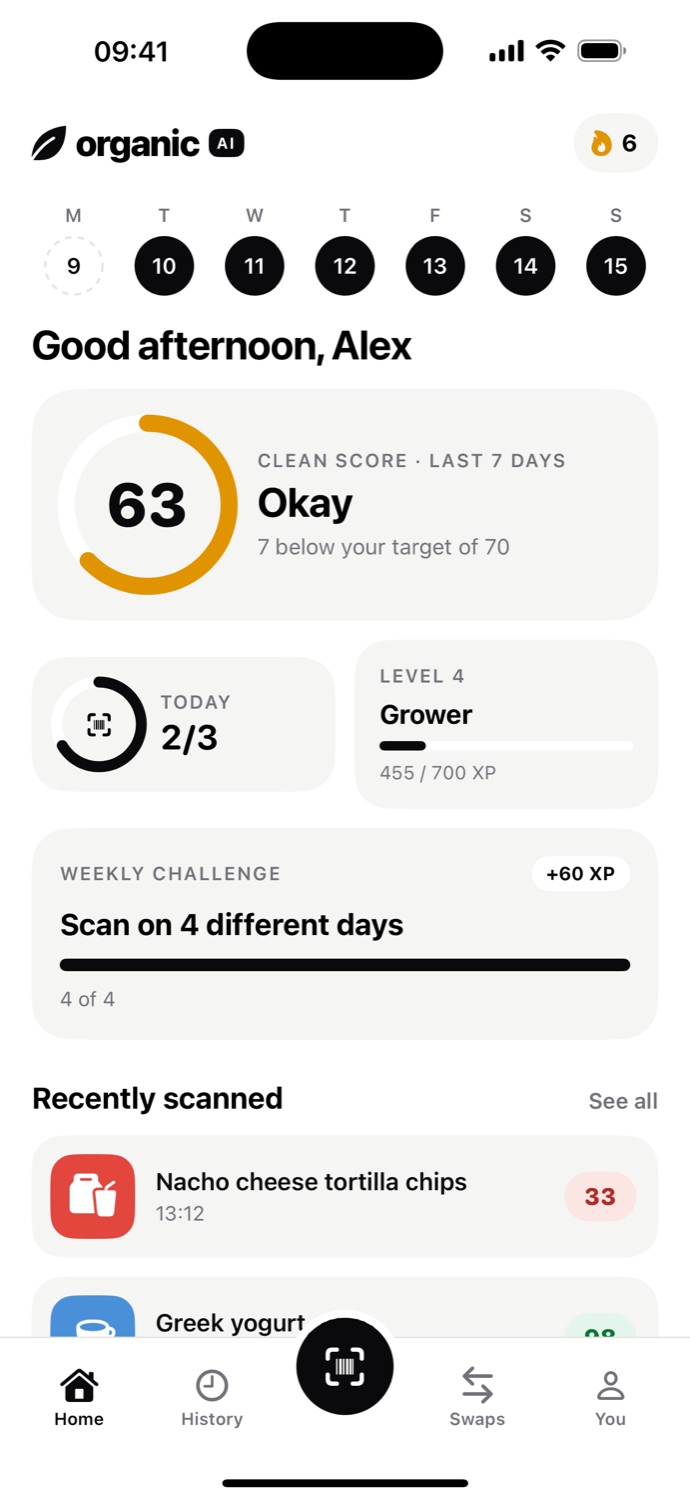 09:41
organic AI
6
M T W T F S S
9 10 11 12 13 14 15
Good afternoon, Alex
63
CLEAN SCORE · LAST 7 DAYS
Okay
7 below your target of 70
TODAY
2/3
LEVEL 4
Grower
455 / 700 XP
WEEKLY CHALLENGE
+60 XP
Scan on 4 different days
4 of 4
Recently scanned
See all
Nacho cheese tortilla chips
13:12
33
Greek yogurt
Home
History
Swaps
You